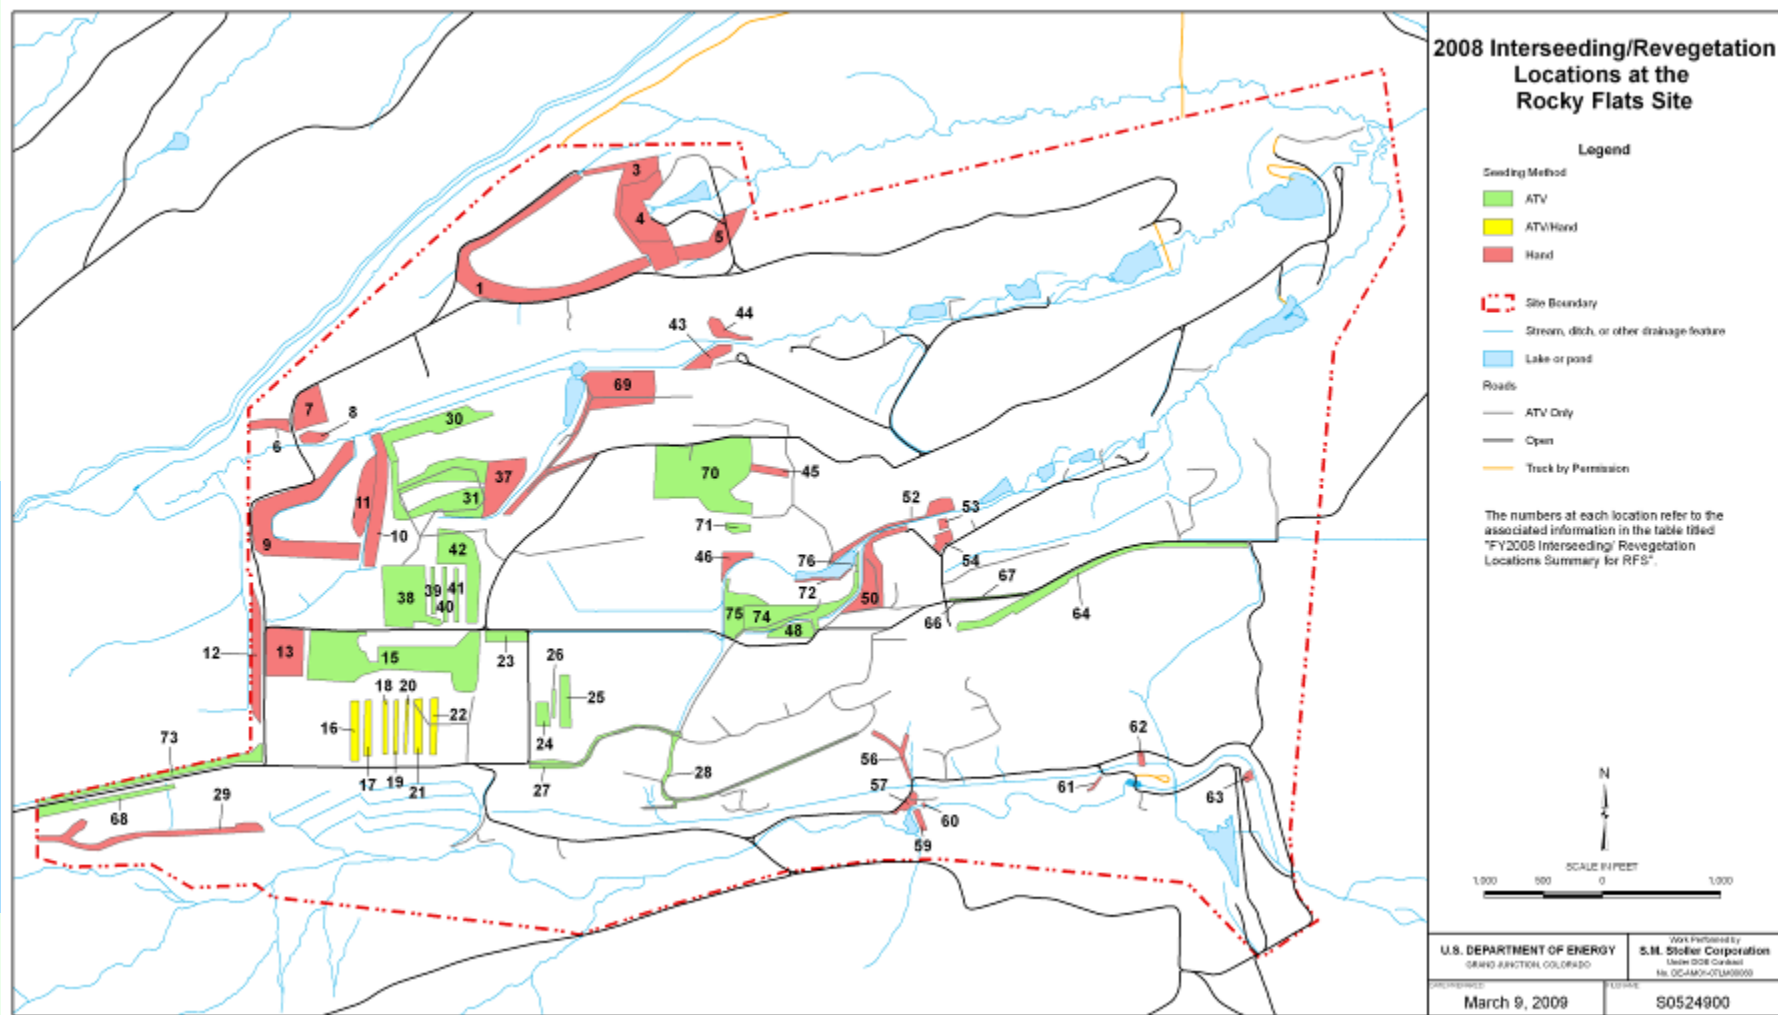 2008 Interseeding/Revegetation
Locations at the
Rocky Flats Site
Legend
Seeding Method
ATV
ATV/Hand
Hand
Site Boundary
Stream, ditch, or other drainage feature
Lake or pond
Roads
ATV Only
Open
Truck by Permission
The numbers at each location refer to the
associated information in the table titled
"FY2008 Interseeding/ Revegetation
Locations Summary for RFS".
N
SCALE IN FEET
1,000 500 0 1,000
U.S. DEPARTMENT OF ENERGY
GRAND JUNCTION, COLORADO
Work Performed by
S.M. Stoller Corporation
Under DOE Contract
March 9, 2009
S0524900
3
4
5
1
44
43
69
7
8
6
30
37
31
11
9
10
70
45
71
52
53
54
46
76
72
50
42
38
39
40
41
75
74
48
66
67
64
12
13
15
23
26
25
24
18
20
16
22
17
19
21
27
28
73
68
29
56
57
60
59
61
62
63